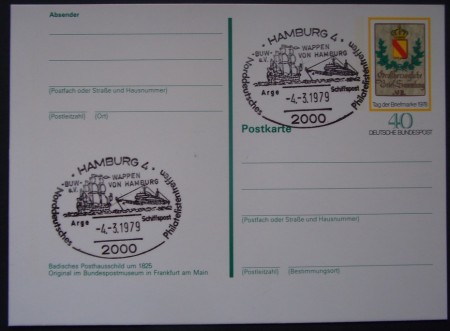 Absender
(Postfach oder Straße und Hausnummer)
(Postleitzahl) (Ort)
· HAMBURG 4 ·
-BUW- WAPPEN
e.V. VON HAMBURG
Norddeutsches Philatelistentreffen
Arge Schiffspost
-4.-3.1979
2000
Tag der Briefmarke 1978
40
DEUTSCHE BUNDESPOST
Postkarte
· HAMBURG 4 ·
-BUW- WAPPEN
e.V. VON HAMBURG
Norddeutsches Philatelistentreffen
Arge Schiffspost
-4.-3.1979
2000
(Postfach oder Straße und Hausnummer)
(Postleitzahl) (Bestimmungsort)
Badisches Posthausschild um 1825
Original im Bundespostmuseum in Frankfurt am Main